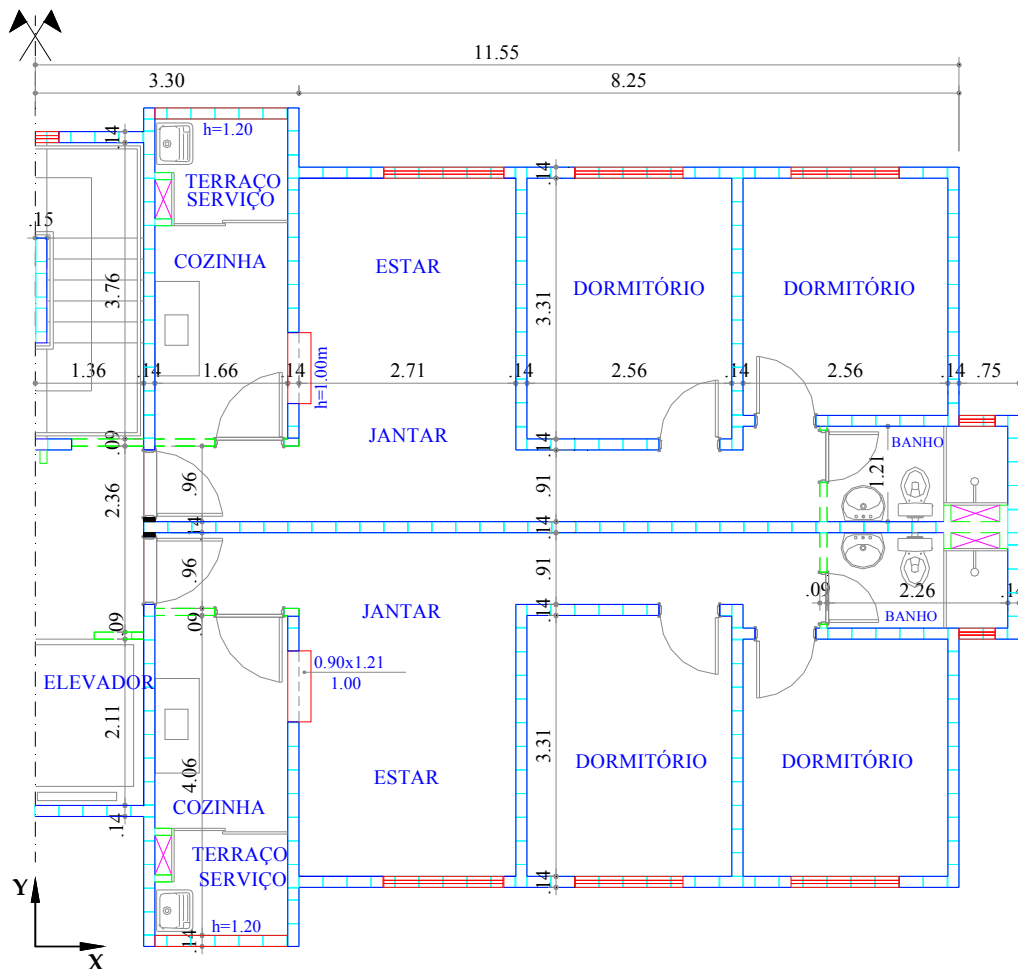 11.55
3.30 8.25
h=1.20
.14 .14
TERRAÇO
SERVIÇO
.15
COZINHA ESTAR
DORMITÓRIO DORMITÓRIO
3.76 3.31
h=1.00m
1.36 .14 1.66 .14 2.71 .14 2.56 .14 2.56 .14 .75
JANTAR
BANHO
.09 .14
1.21
2.36 .96 .91
.14 .14
.96 .91
.09 2.26 .14
JANTAR
BANHO
.09 .09 .14
0.90x1.21
1.00
ELEVADOR
2.11 3.31
4.06
DORMITÓRIO DORMITÓRIO
ESTAR
COZINHA
.14
TERRAÇO
SERVIÇO
.14
Y
h=1.20
.14
X